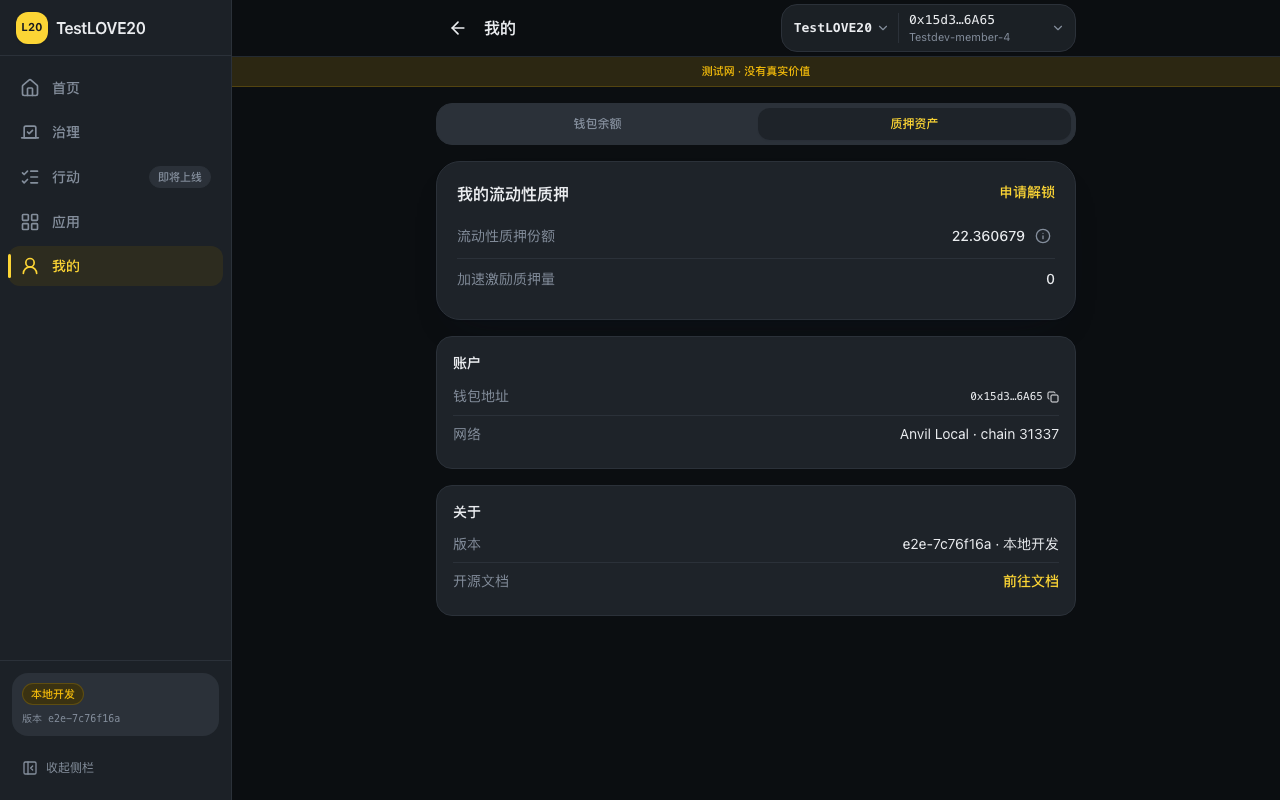 L20 TestLOVE20
首页
治理
行动 即将上线
应用
我的
本地开发
版本 e2e-7c76f16a
收起侧栏
我的
TestLOVE20
0x15d3…6A65
Testdev-member-4
测试网 · 没有真实价值
钱包余额 质押资产
我的流动性质押 申请解锁
流动性质押份额 22.360679
加速激励质押量 0
账户
钱包地址 0x15d3…6A65
网络 Anvil Local · chain 31337
关于
版本 e2e-7c76f16a · 本地开发
开源文档 前往文档